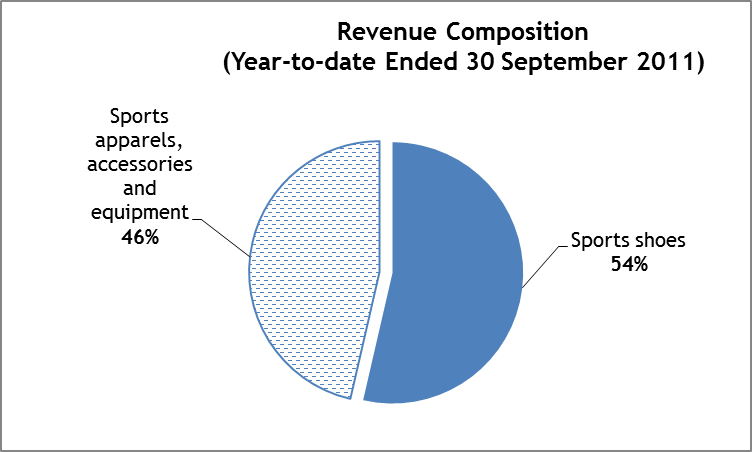 Revenue Composition
(Year-to-date Ended 30 September 2011)
Sports
apparels,
accessories
and
equipment
46%
Sports shoes
54%